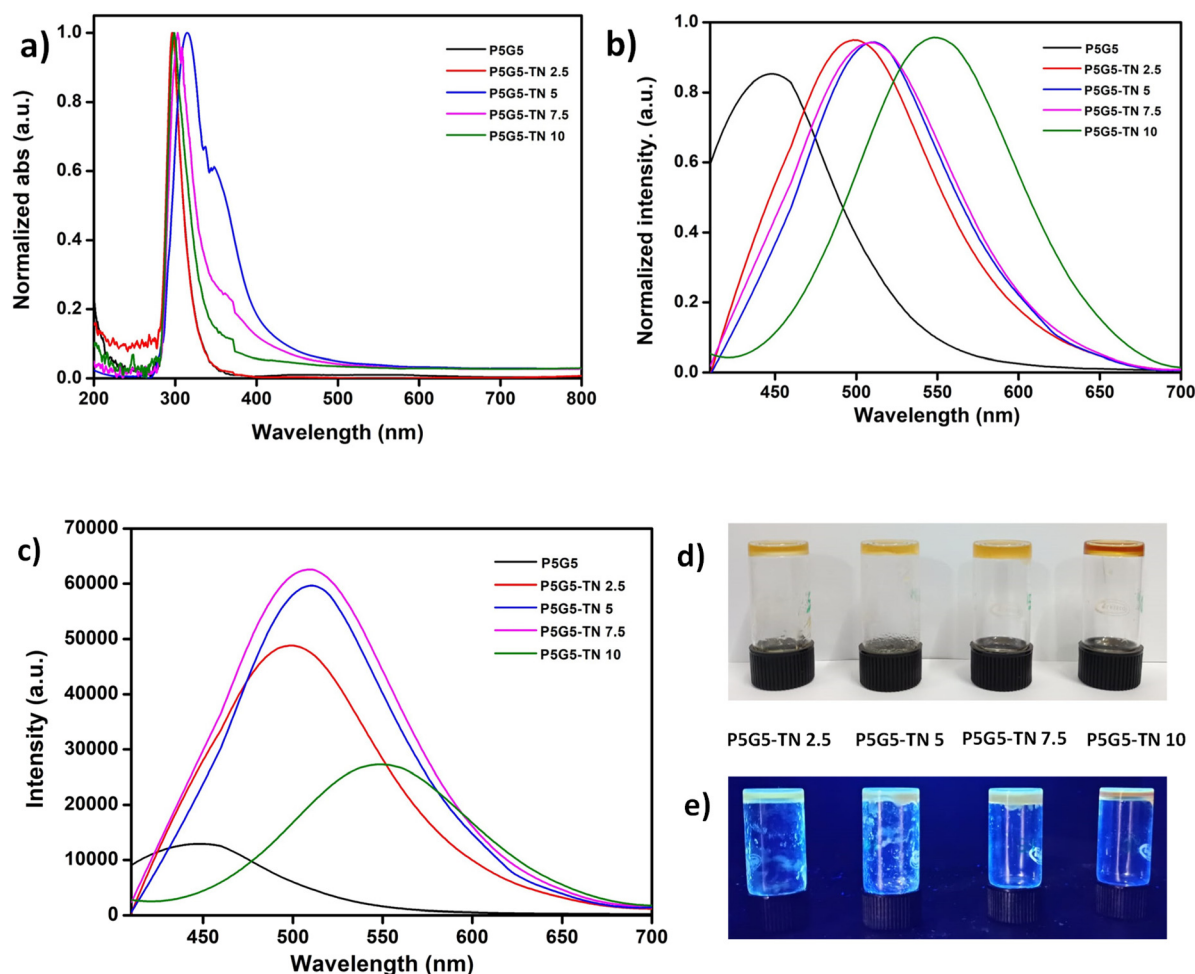 a)
Normalized abs (a.u.)
1.0
0.8
0.6
0.4
0.2
0.0
P5G5
P5G5-TN 2.5
P5G5-TN 5
P5G5-TN 7.5
P5G5-TN 10
200 300 400 500 600 700 800
Wavelength (nm)
b)
Normalized intensity. (a.u.)
1.0
0.8
0.6
0.4
0.2
0.0
P5G5
P5G5-TN 2.5
P5G5-TN 5
P5G5-TN 7.5
P5G5-TN 10
450 500 550 600 650 700
Wavelength (nm)
c)
Intensity (a.u.)
70000
60000
50000
40000
30000
20000
10000
0
P5G5
P5G5-TN 2.5
P5G5-TN 5
P5G5-TN 7.5
P5G5-TN 10
450 500 550 600 650 700
Wavelength (nm)
d)
P5G5-TN 2.5 P5G5-TN 5 P5G5-TN 7.5 P5G5-TN 10
e)